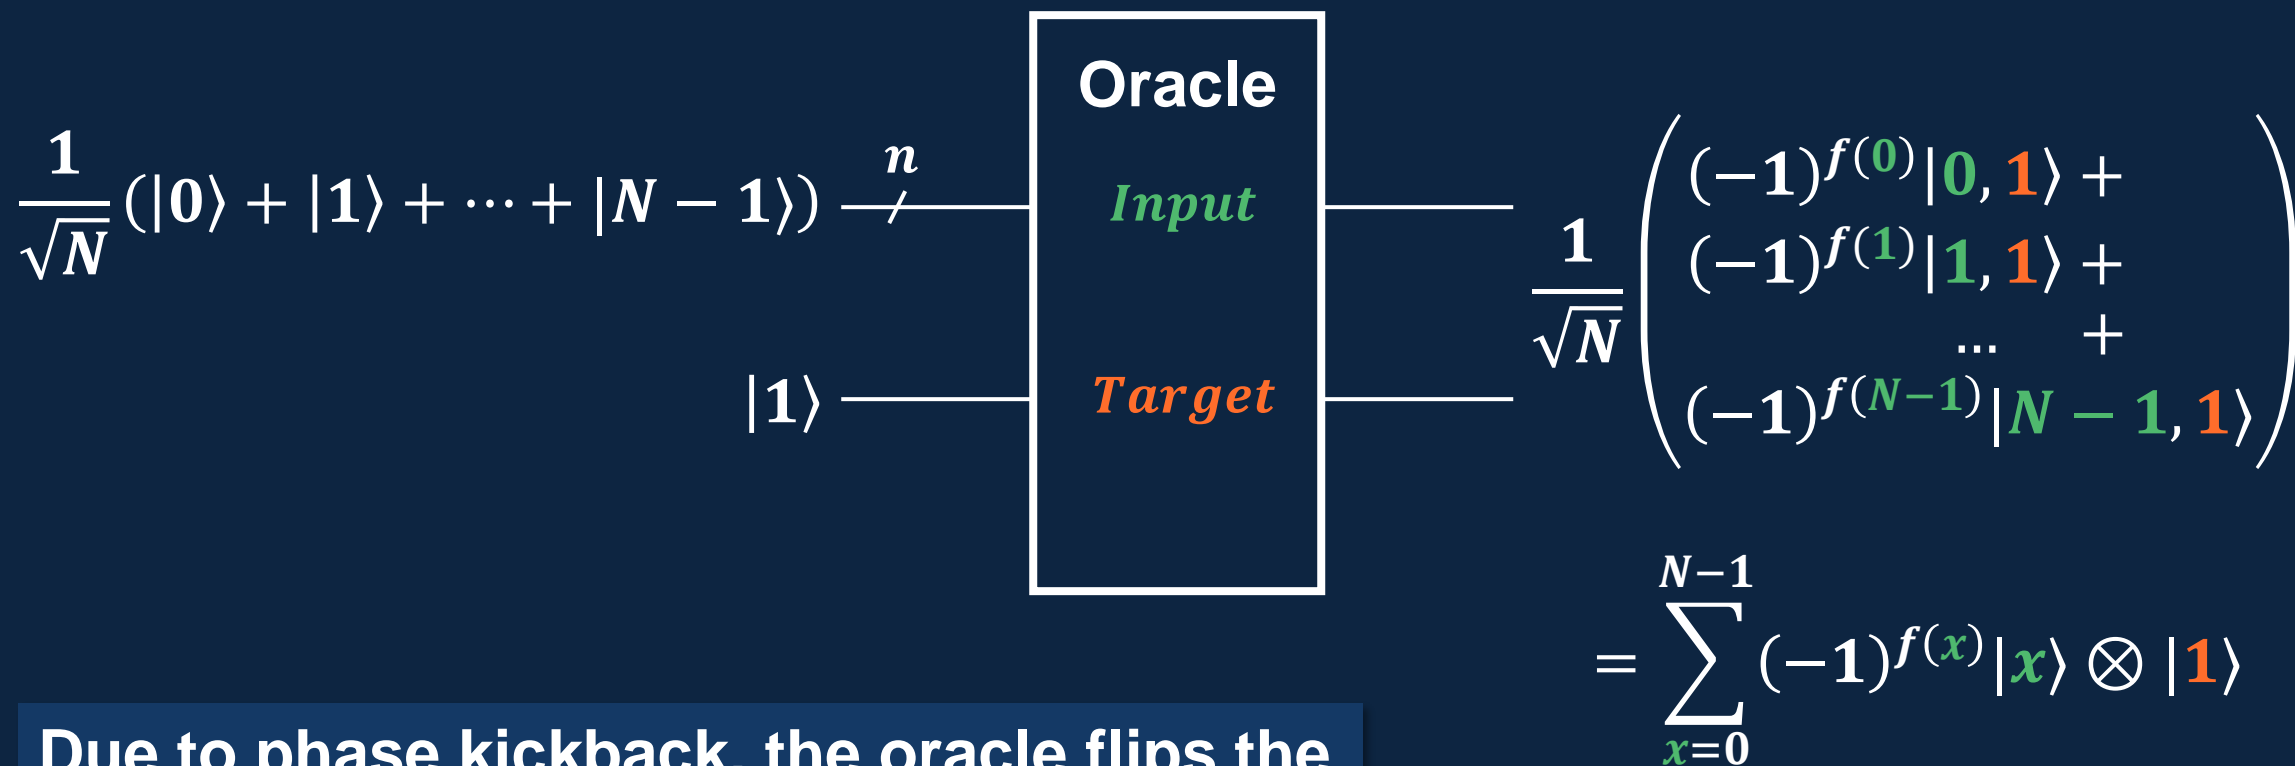 Oracle
1/√N (|0⟩ + |1⟩ + ⋯ + |N − 1⟩)
n
Input
|1⟩
Target
1/√N ( (−1)^f(0) |0, 1⟩ +
(−1)^f(1) |1, 1⟩ +
... +
(−1)^f(N−1) |N − 1, 1⟩ )
= ∑_{x=0}^{N−1} (−1)^f(x) |x⟩ ⊗ |1⟩
Due to phase kickback, the oracle flips the